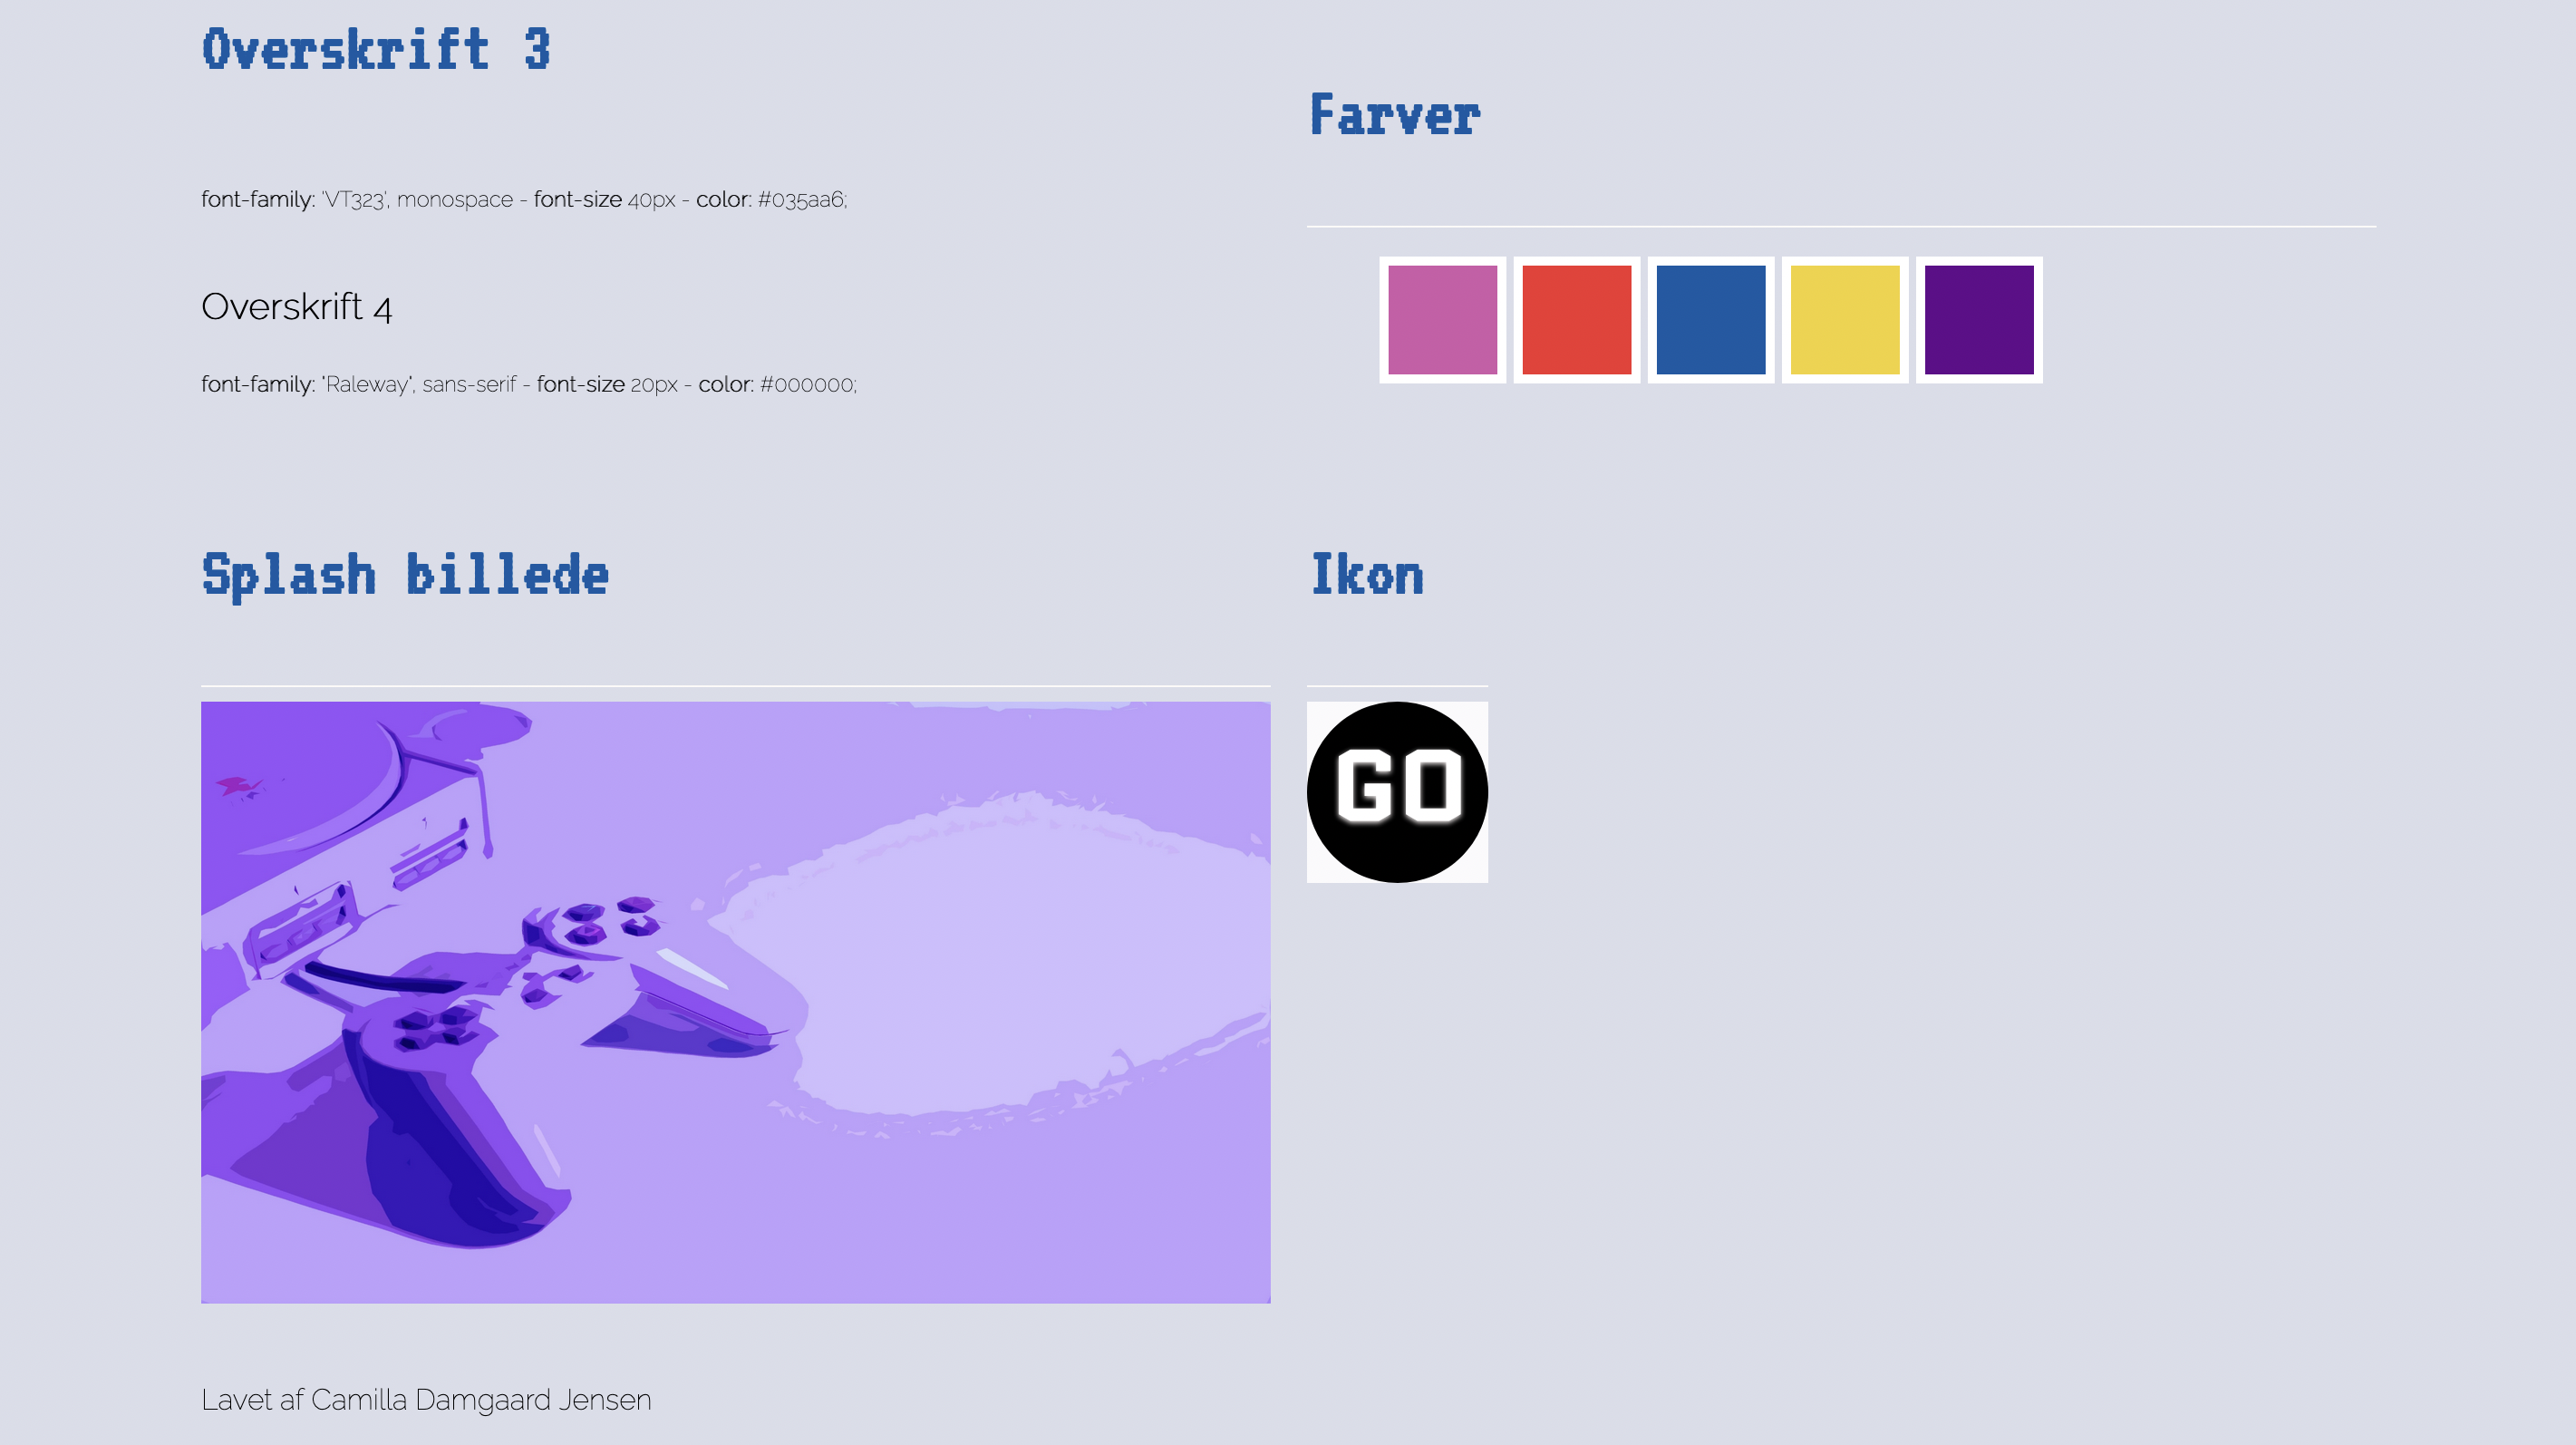 Overskrift 3
font-family: 'VT323', monospace - font-size 40px - color: #035aa6;
Overskrift 4
font-family: "Raleway", sans-serif - font-size 20px - color: #000000;
Farver
Splash billede
Ikon
GO
Lavet af Camilla Damgaard Jensen